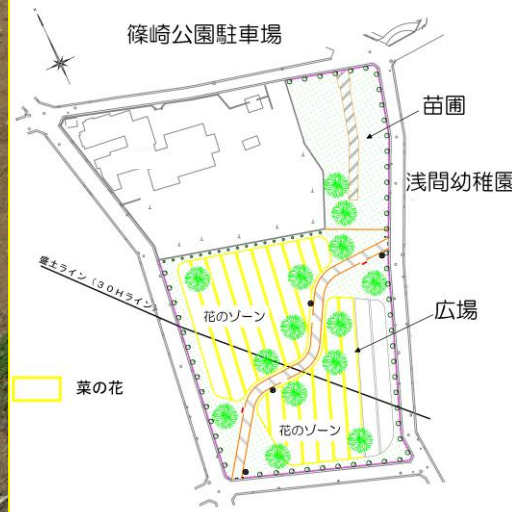 篠崎公園駐車場
苗圃
浅間幼稚園
盛土ライン（30Hライン）
花のゾーン
広場
菜の花
花のゾーン